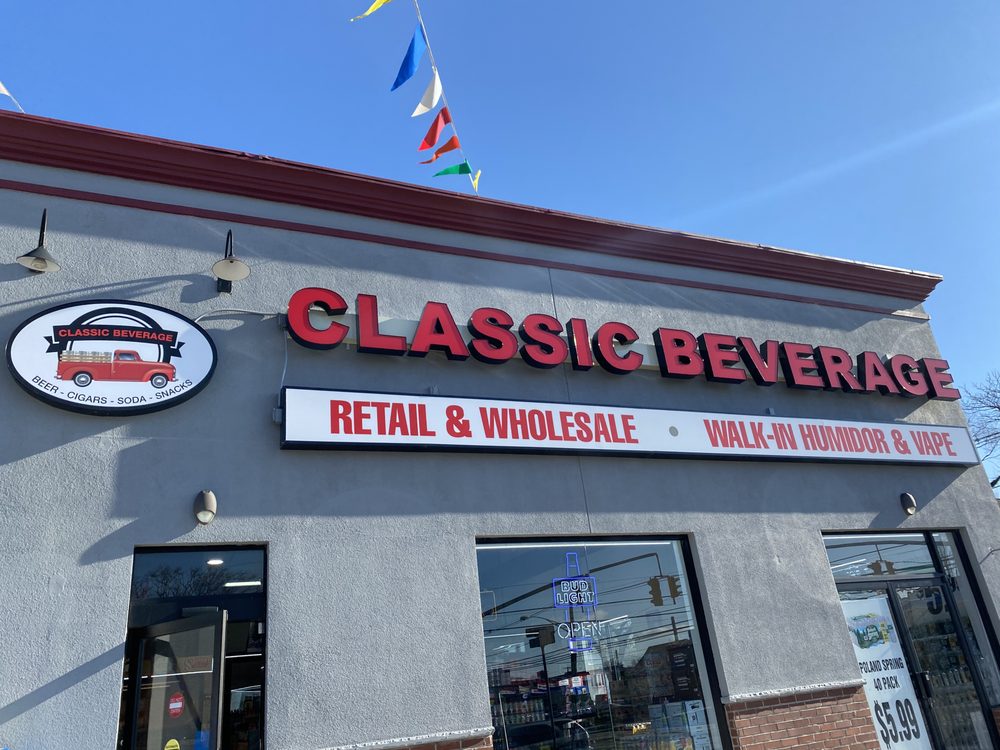 CLASSIC BEVERAGE
BEER - CIGARS - SODA - SNACKS
CLASSIC BEVERAGE
RETAIL & WHOLESALE • WALK-IN HUMIDOR & VAPE
BUD
LIGHT
OPEN
POLAND SPRING
40 PACK
$5.99